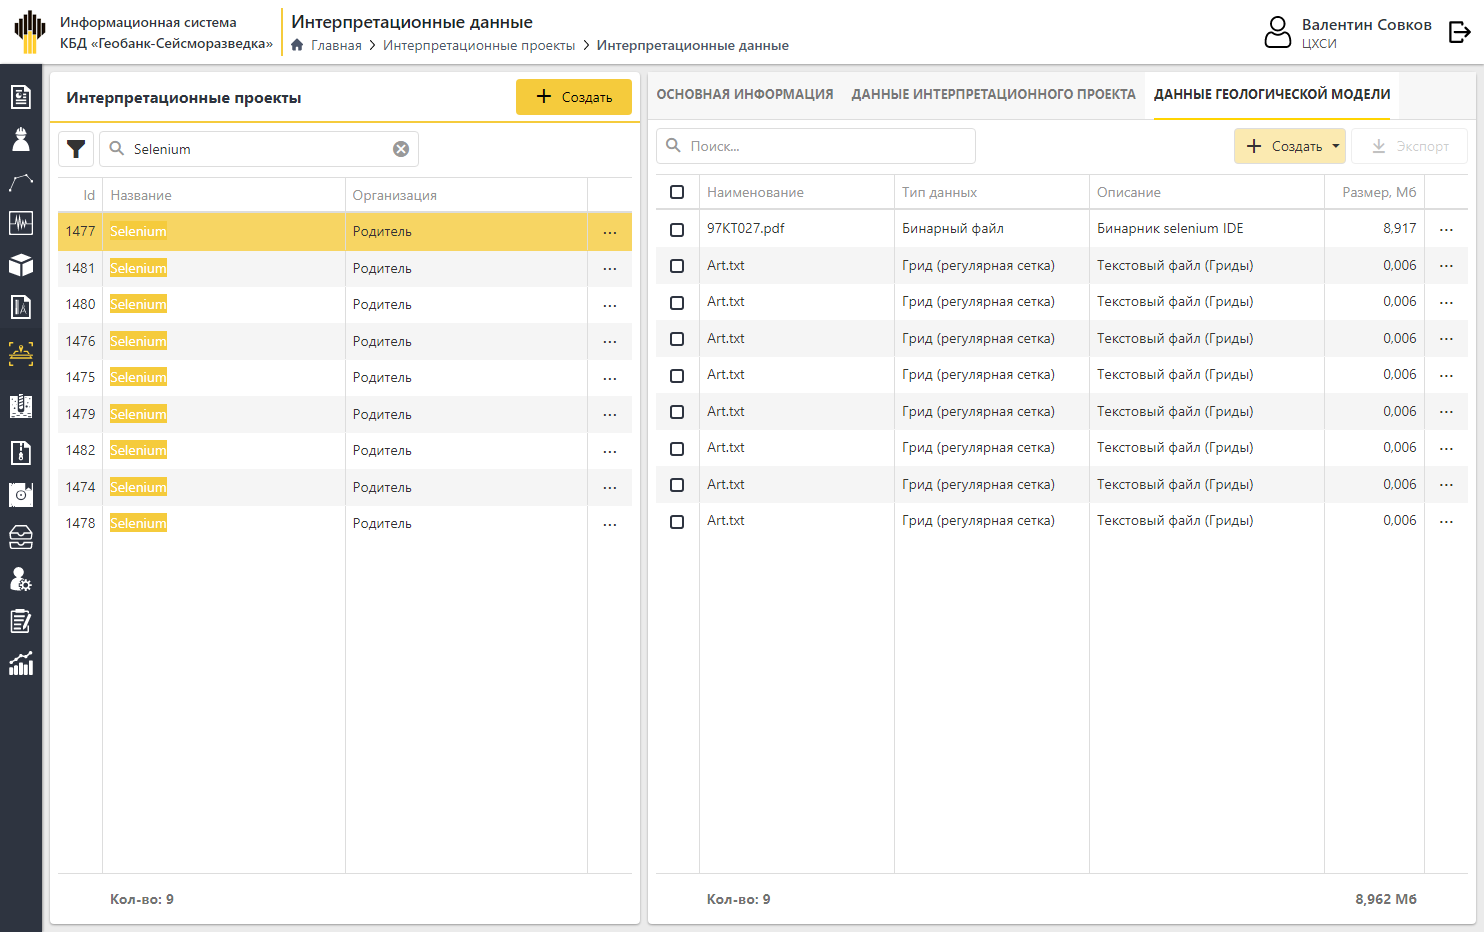 Информационная система
КБД «Геобанк-Сейсморазведка»
Интерпретационные данные
Главная > Интерпретационные проекты > Интерпретационные данные
Валентин Совков
ЦХСИ
Интерпретационные проекты
Создать
Selenium
Id Название Организация
1477 Selenium Родитель ...
1481 Selenium Родитель ...
1480 Selenium Родитель ...
1476 Selenium Родитель ...
1475 Selenium Родитель ...
1479 Selenium Родитель ...
1482 Selenium Родитель ...
1474 Selenium Родитель ...
1478 Selenium Родитель ...
Кол-во: 9
ОСНОВНАЯ ИНФОРМАЦИЯ ДАННЫЕ ИНТЕРПРЕТАЦИОННОГО ПРОЕКТА ДАННЫЕ ГЕОЛОГИЧЕСКОЙ МОДЕЛИ
Поиск... Создать Экспорт
Наименование Тип данных Описание Размер, Мб
97КТ027.pdf Бинарный файл Бинарник selenium IDE 8,917 ...
Art.txt Грид (регулярная сетка) Текстовый файл (Гриды) 0,006 ...
Art.txt Грид (регулярная сетка) Текстовый файл (Гриды) 0,006 ...
Art.txt Грид (регулярная сетка) Текстовый файл (Гриды) 0,006 ...
Art.txt Грид (регулярная сетка) Текстовый файл (Гриды) 0,006 ...
Art.txt Грид (регулярная сетка) Текстовый файл (Гриды) 0,006 ...
Art.txt Грид (регулярная сетка) Текстовый файл (Гриды) 0,006 ...
Art.txt Грид (регулярная сетка) Текстовый файл (Гриды) 0,006 ...
Art.txt Грид (регулярная сетка) Текстовый файл (Гриды) 0,006 ...
Кол-во: 9 8,962 Мб